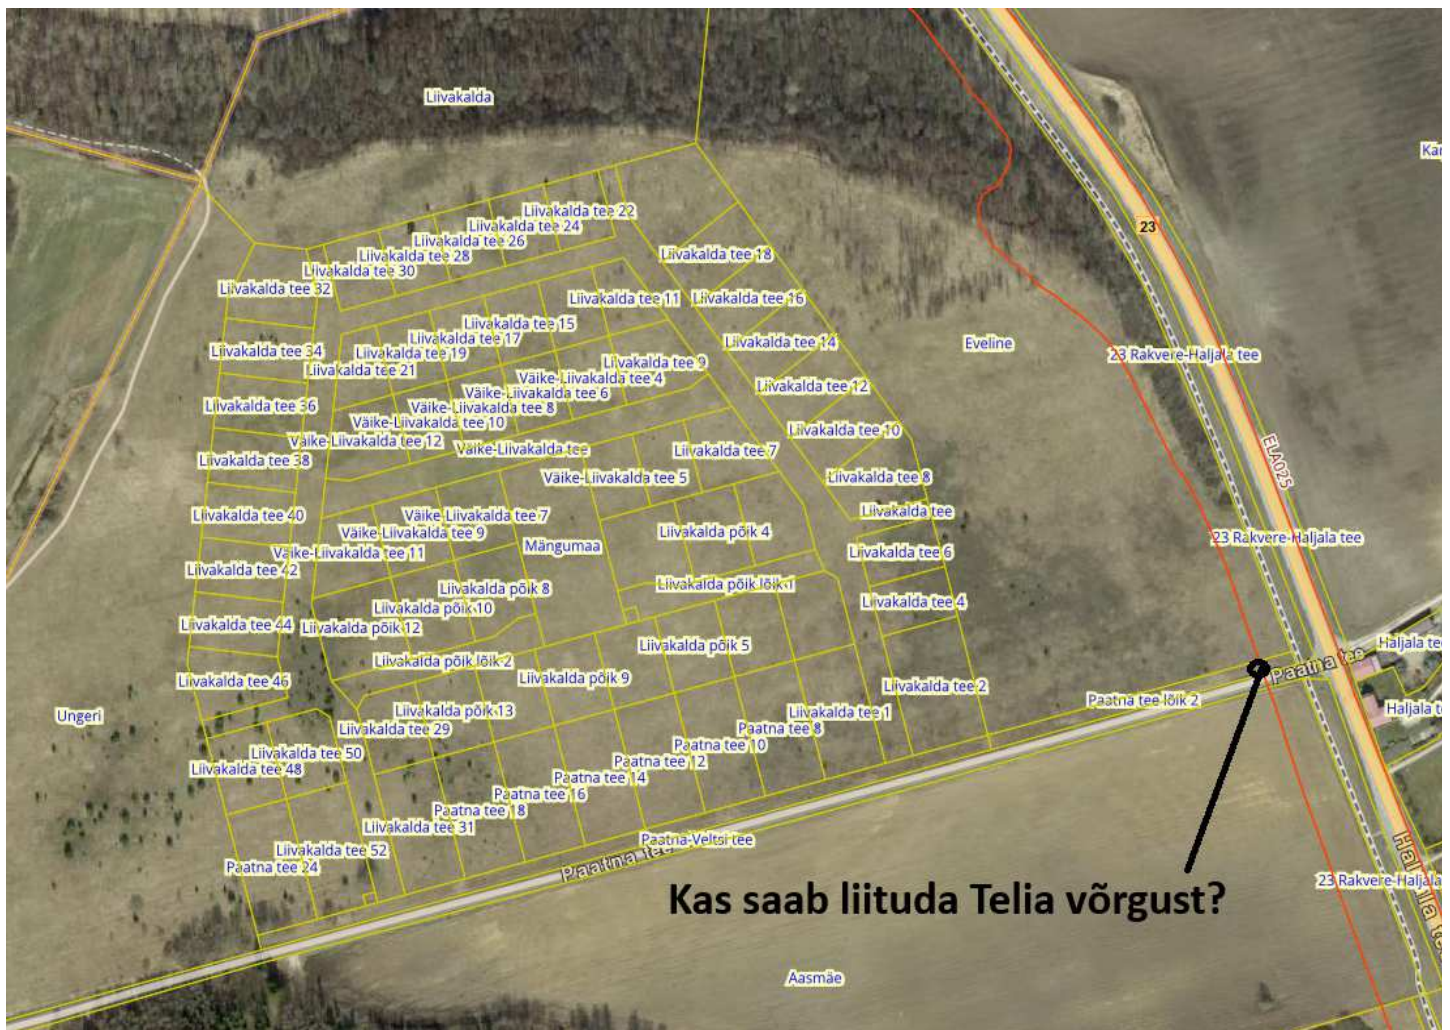 Liivakalda
Kar
23
Liivakalda tee 22
Liivakalda tee 24
Liivakalda tee 26
Liivakalda tee 28
Liivakalda tee 30
Liivakalda tee 32
Liivakalda tee 18
Liivakalda tee 11
Liivakalda tee 16
Liivakalda tee 15
Liivakalda tee 17
Liivakalda tee 19
Liivakalda tee 21
Liivakalda tee 34
Liivakalda tee 14
Eveline
23 Rakvere-Haljala tee
Liivakalda tee 9
Väike-Liivakalda tee 4
Väike-Liivakalda tee 6
Väike-Liivakalda tee 8
Väike-Liivakalda tee 10
Väike-Liivakalda tee 12
Liivakalda tee 12
Liivakalda tee 36
Liivakalda tee 10
Väike-Liivakalda tee
Liivakalda tee 7
Liivakalda tee 38
Väike-Liivakalda tee 5
Liivakalda tee 8
ELA025
Liivakalda tee 40
Väike-Liivakalda tee 7
Väike-Liivakalda tee 9
Väike-Liivakalda tee 11
Mängumaa
Liivakalda põik 4
Liivakalda tee
23 Rakvere-Haljala tee
Liivakalda tee 6
Liivakalda tee 42
Liivakalda põik 8
Liivakalda põik lõik 1
Liivakalda tee 4
Liivakalda põik 10
Liivakalda põik 12
Liivakalda tee 44
Liivakalda põik 5
Haljala tee
Paatna tee
Liivakalda põik lõik 2
Liivakalda põik 9
Liivakalda tee 46
Liivakalda tee 2
Paatna tee lõik 2
Haljala t
Ungeri
Liivakalda põik 13
Liivakalda tee 1
Liivakalda tee 29
Paatna tee 8
Paatna tee 10
Liivakalda tee 50
Liivakalda tee 48
Paatna tee 12
Paatna tee 14
Paatna tee 16
Paatna tee 18
Liivakalda tee 31
Paatna-Veltsi tee
Liivakalda tee 52
Paatna tee 24
Paatna tee
23 Rakvere-Haljala
Haljala tee
Kas saab liituda Telia võrgust?
Aasmäe